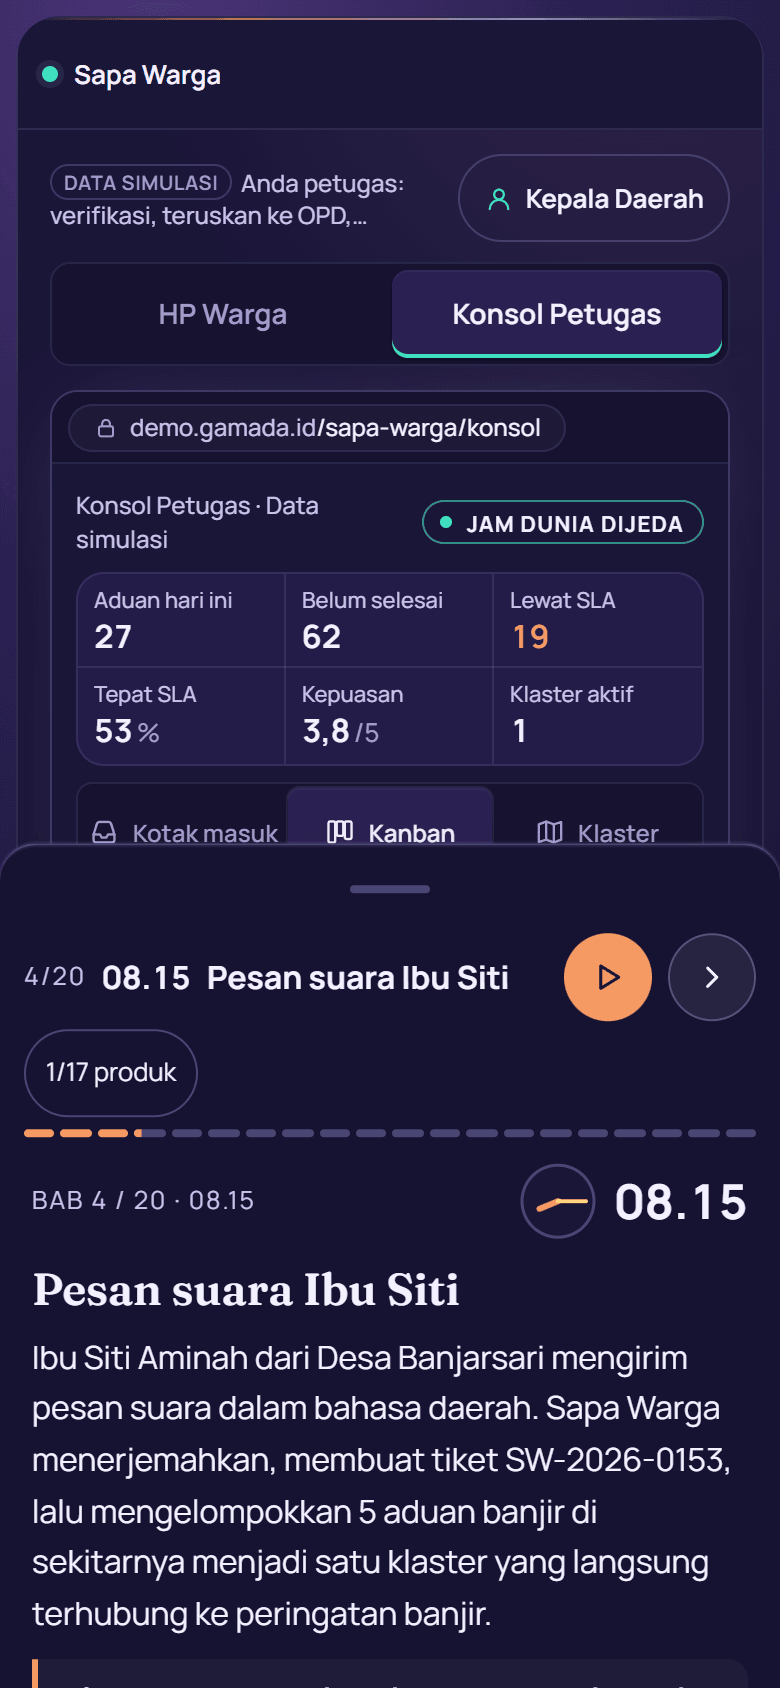 Sapa Warga
DATA SIMULASI Anda petugas:
verifikasi, teruskan ke OPD,...
Kepala Daerah
HP Warga
Konsol Petugas
demo.gamada.id/sapa-warga/konsol
Konsol Petugas · Data
simulasi
JAM DUNIA DIJEDA
Aduan hari ini
27
Belum selesai
62
Lewat SLA
19
Tepat SLA
53 %
Kepuasan
3,8 /5
Klaster aktif
1
Kotak masuk
Kanban
Klaster
4/20 08.15 Pesan suara Ibu Siti
1/17 produk
BAB 4 / 20 · 08.15
08.15
Pesan suara Ibu Siti
Ibu Siti Aminah dari Desa Banjarsari mengirim
pesan suara dalam bahasa daerah. Sapa Warga
menerjemahkan, membuat tiket SW-2026-0153,
lalu mengelompokkan 5 aduan banjir di
sekitarnya menjadi satu klaster yang langsung
terhubung ke peringatan banjir.